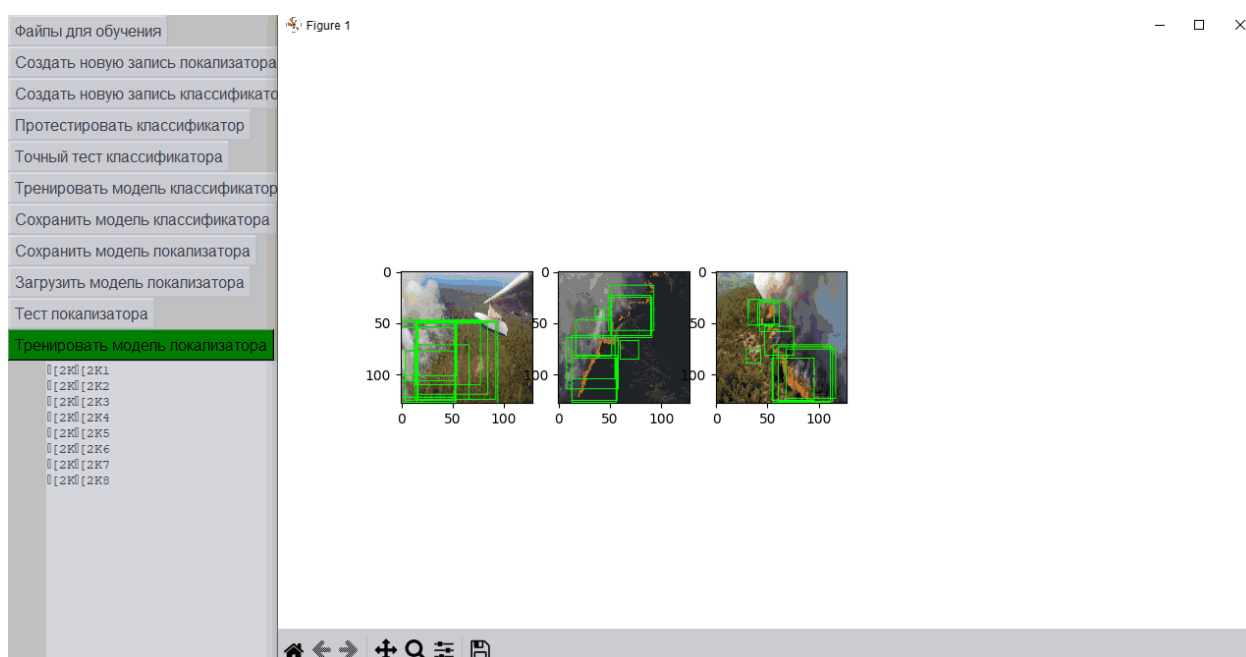 Файлы для обучения
Создать новую запись локализатора
Создать новую запись классификато
Протестировать классификатор
Точный тест классификатора
Тренировать модель классификатор
Сохранить модель классификатора
Сохранить модель локализатора
Загрузить модель локализатора
Тест локализатора
Тренировать модель локализатора
▯[2K▯[2K1
▯[2K▯[2K2
▯[2K▯[2K3
▯[2K▯[2K4
▯[2K▯[2K5
▯[2K▯[2K6
▯[2K▯[2K7
▯[2K▯[2K8
Figure 1
0 0 0
50 50 50
100 100 100
0 50 100 0 50 100 0 50 100